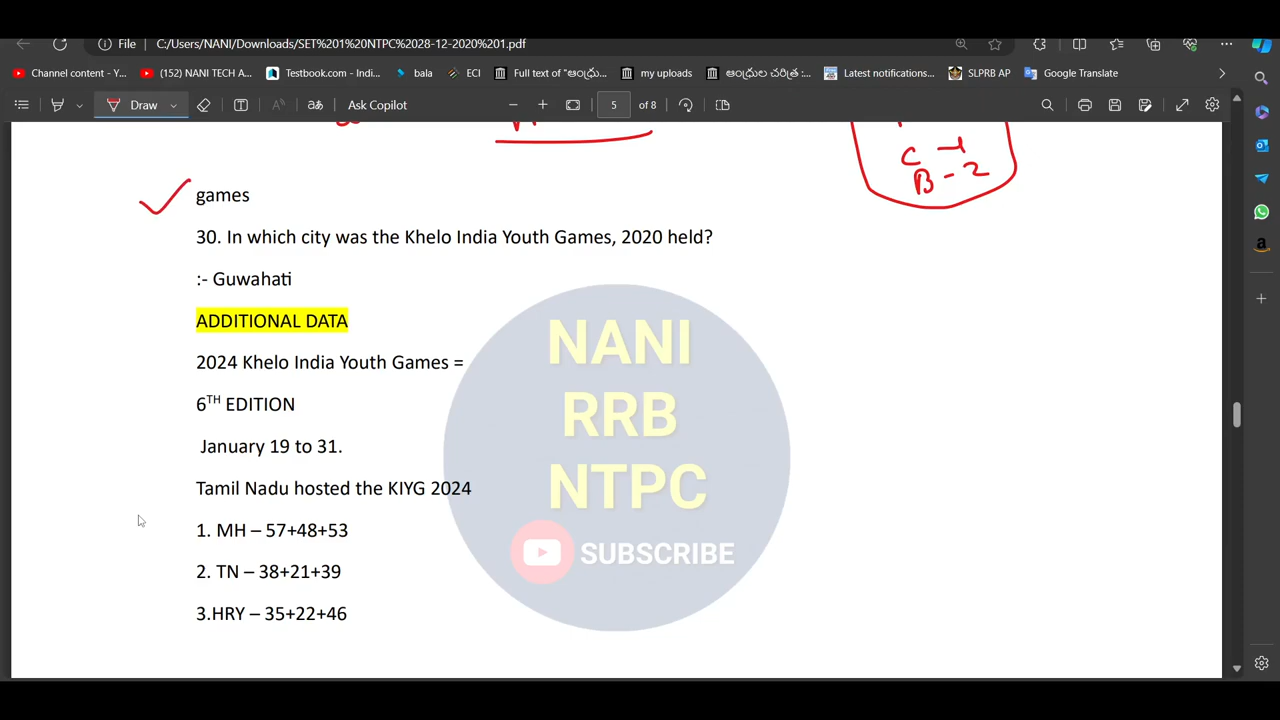 File
C:/Users/NANI/Downloads/SET%201%20NTPC%2028-12-2020%201.pdf
Channel content - Y...
(152) NANI TECH A...
Testbook.com - Indi...
bala
ECI
Full text of "ఆంధ్రు...
my uploads
ఆంధ్రుల చరిత్ర :...
Latest notifications...
SLPRB AP
Google Translate
Draw
Ask Copilot
5 of 8
C -1
B - 2
games
30. In which city was the Khelo India Youth Games, 2020 held?
:- Guwahati
ADDITIONAL DATA
2024 Khelo India Youth Games =
6TH EDITION
January 19 to 31.
Tamil Nadu hosted the KIYG 2024
1. MH – 57+48+53
2. TN – 38+21+39
3.HRY – 35+22+46
NANI
RRB
NTPC
SUBSCRIBE